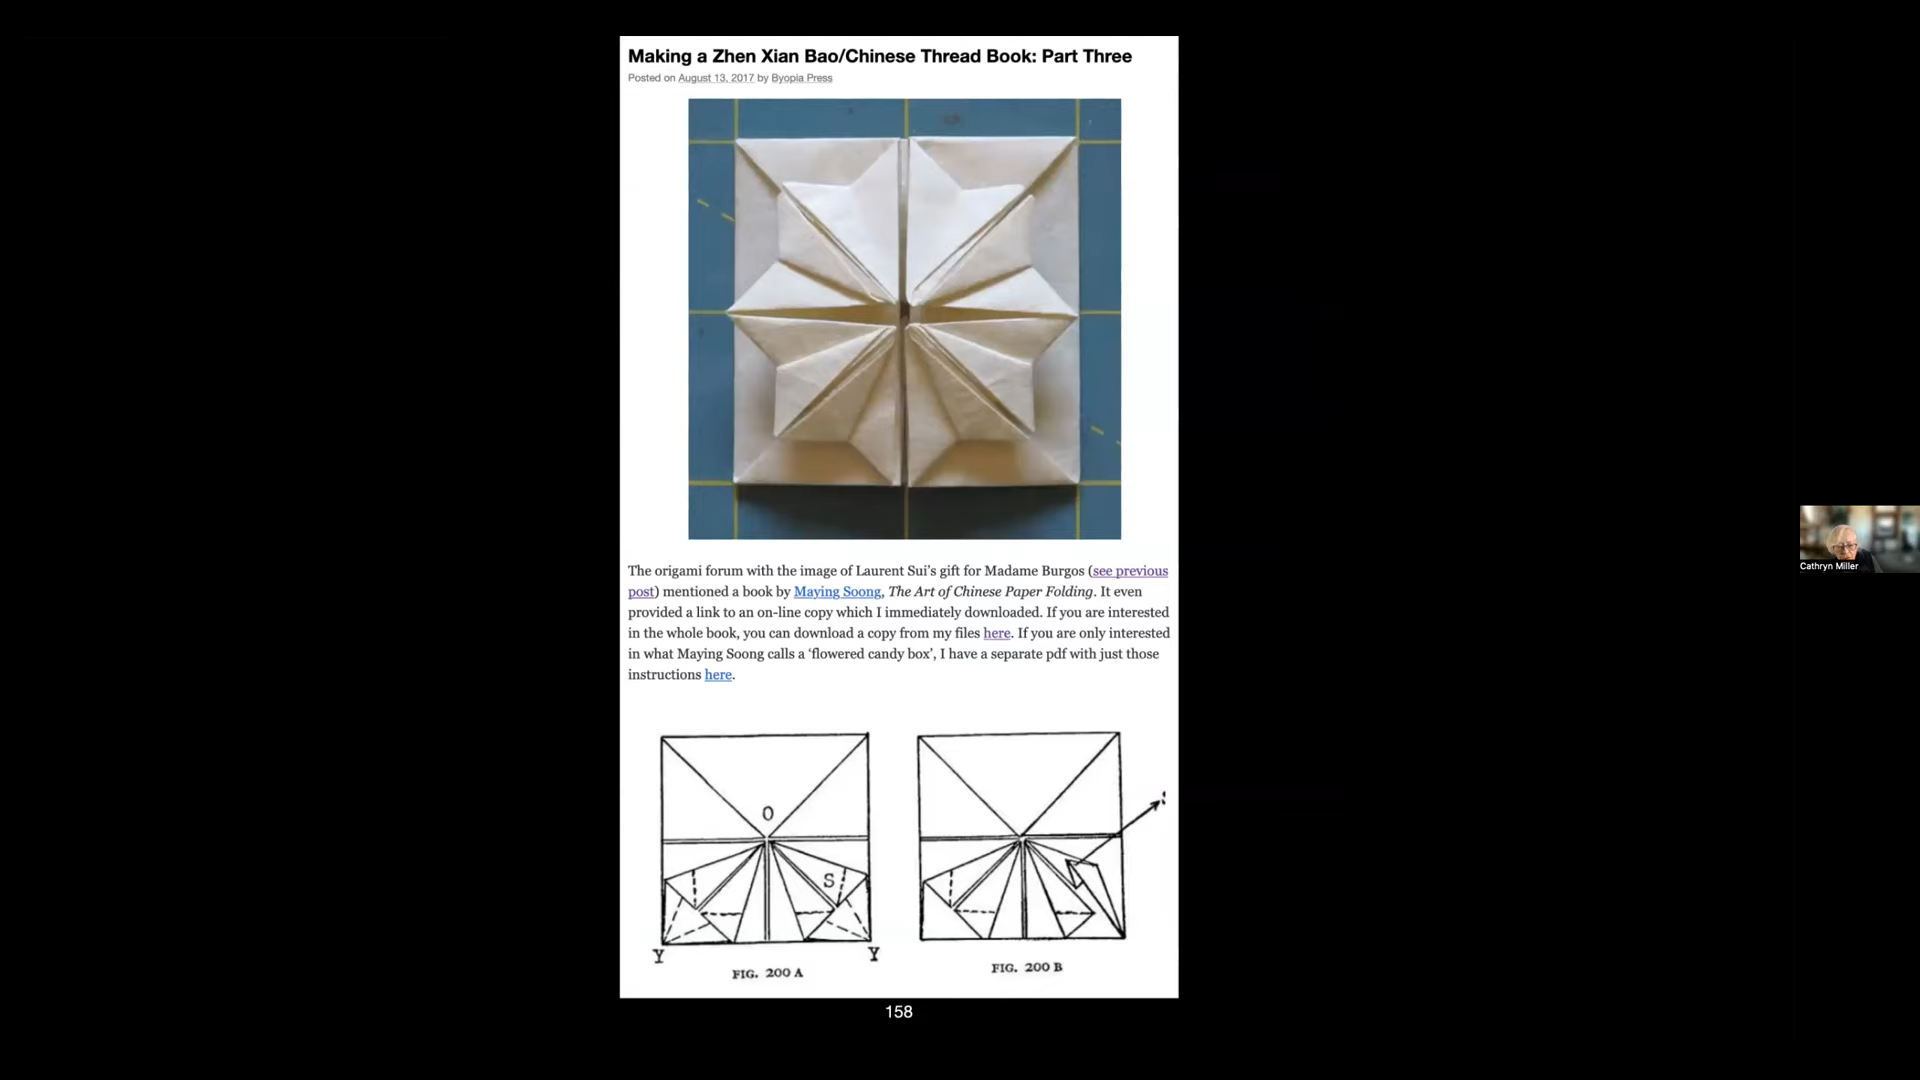 Making a Zhen Xian Bao/Chinese Thread Book: Part Three
Posted on August 13, 2017 by Byopia Press
The origami forum with the image of Laurent Sui's gift for Madame Burgos (see previous
post) mentioned a book by Maying Soong, The Art of Chinese Paper Folding. It even
provided a link to an on-line copy which I immediately downloaded. If you are interested
in the whole book, you can download a copy from my files here. If you are only interested
in what Maying Soong calls a ‘flowered candy box’, I have a separate pdf with just those
instructions here.
O
S
Y
Y
FIG. 200 A
FIG. 200 B
158
Cathryn Miller